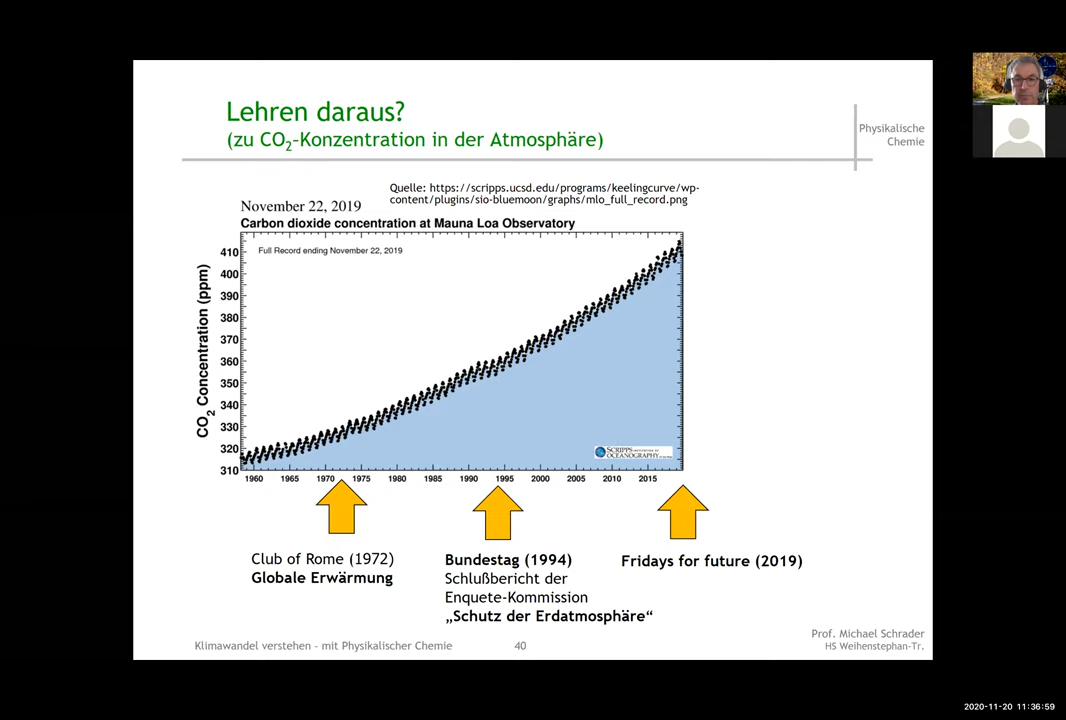 Lehren daraus?
(zu CO₂-Konzentration in der Atmosphäre)
Physikalische
Chemie
Quelle: https://scripps.ucsd.edu/programs/keelingcurve/wp-
content/plugins/sio-bluemoon/graphs/mlo_full_record.png
November 22, 2019
Carbon dioxide concentration at Mauna Loa Observatory
Full Record ending November 22, 2019
CO₂ Concentration (ppm)
410
400
390
380
370
360
350
340
330
320
310
1960 1965 1970 1975 1980 1985 1990 1995 2000 2005 2010 2015
SCRIPPS INSTITUTION OF
OCEANOGRAPHY
Club of Rome (1972)
Globale Erwärmung
Bundestag (1994)
Schlußbericht der
Enquete-Kommission
„Schutz der Erdatmosphäre“
Fridays for future (2019)
Klimawandel verstehen - mit Physikalischer Chemie
40
Prof. Michael Schrader
HS Weihenstephan-Tr.
2020-11-20 11:36:59